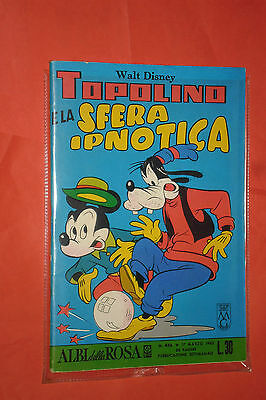 Walt Disney
TOPOLINO
E LA SFERA
IPNOTICA
ALBI della ROSA
L. 30